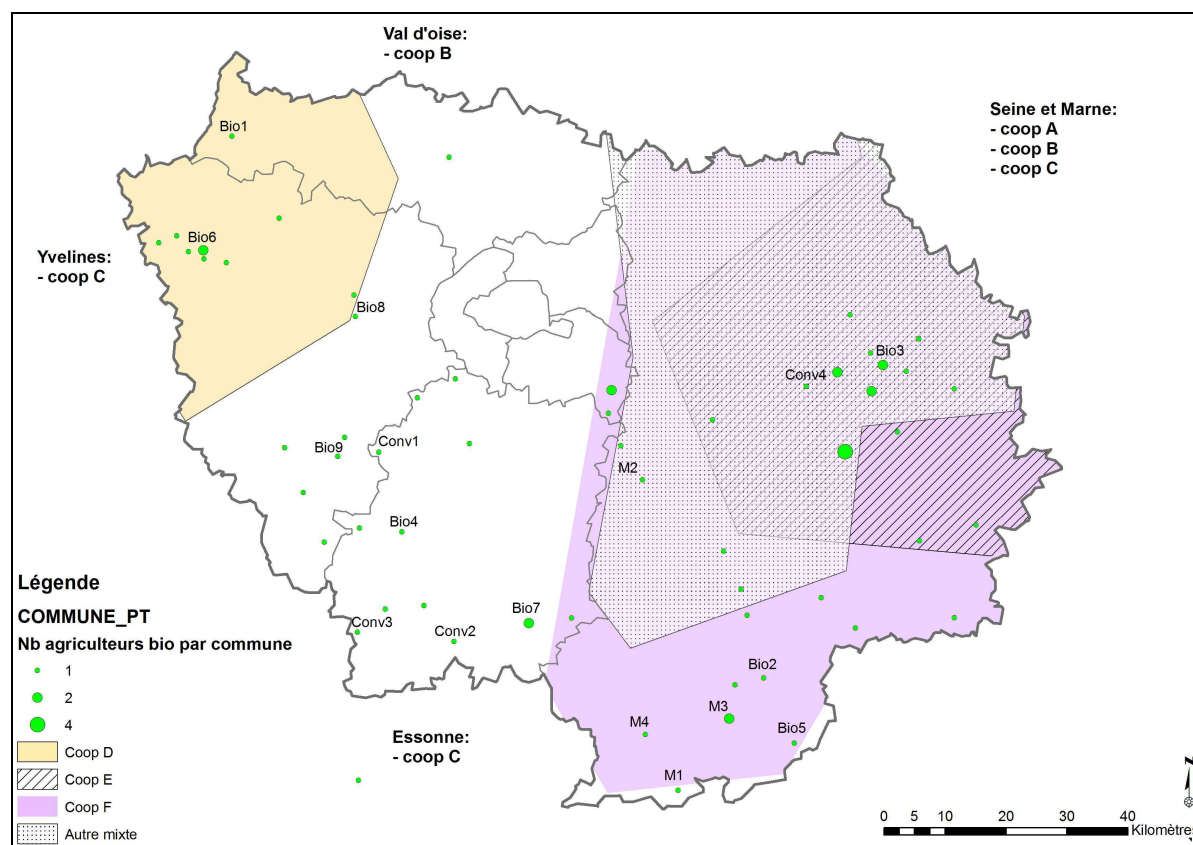 Val d'oise:
- coop B
Seine et Marne:
- coop A
- coop B
- coop C
Bio1
Yvelines:
- coop C
Bio6
Bio8
Bio3
Conv4
Bio9
Conv1
M2
Bio4
Bio7
Conv3
Conv2
Bio2
M3
M4
Bio5
M1
Essonne:
- coop C
Légende
COMMUNE_PT
Nb agriculteurs bio par commune
1
2
4
Coop D
Coop E
Coop F
Autre mixte
0 5 10 20 30 40
Kilomètres